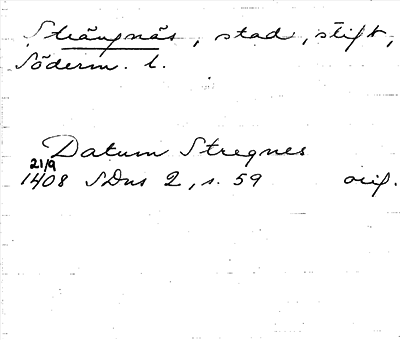 Strängnäs, stad, stift,
Söderm. l.
Datum Stregnes
21/9
1408 SDns 2, s. 59 orig.